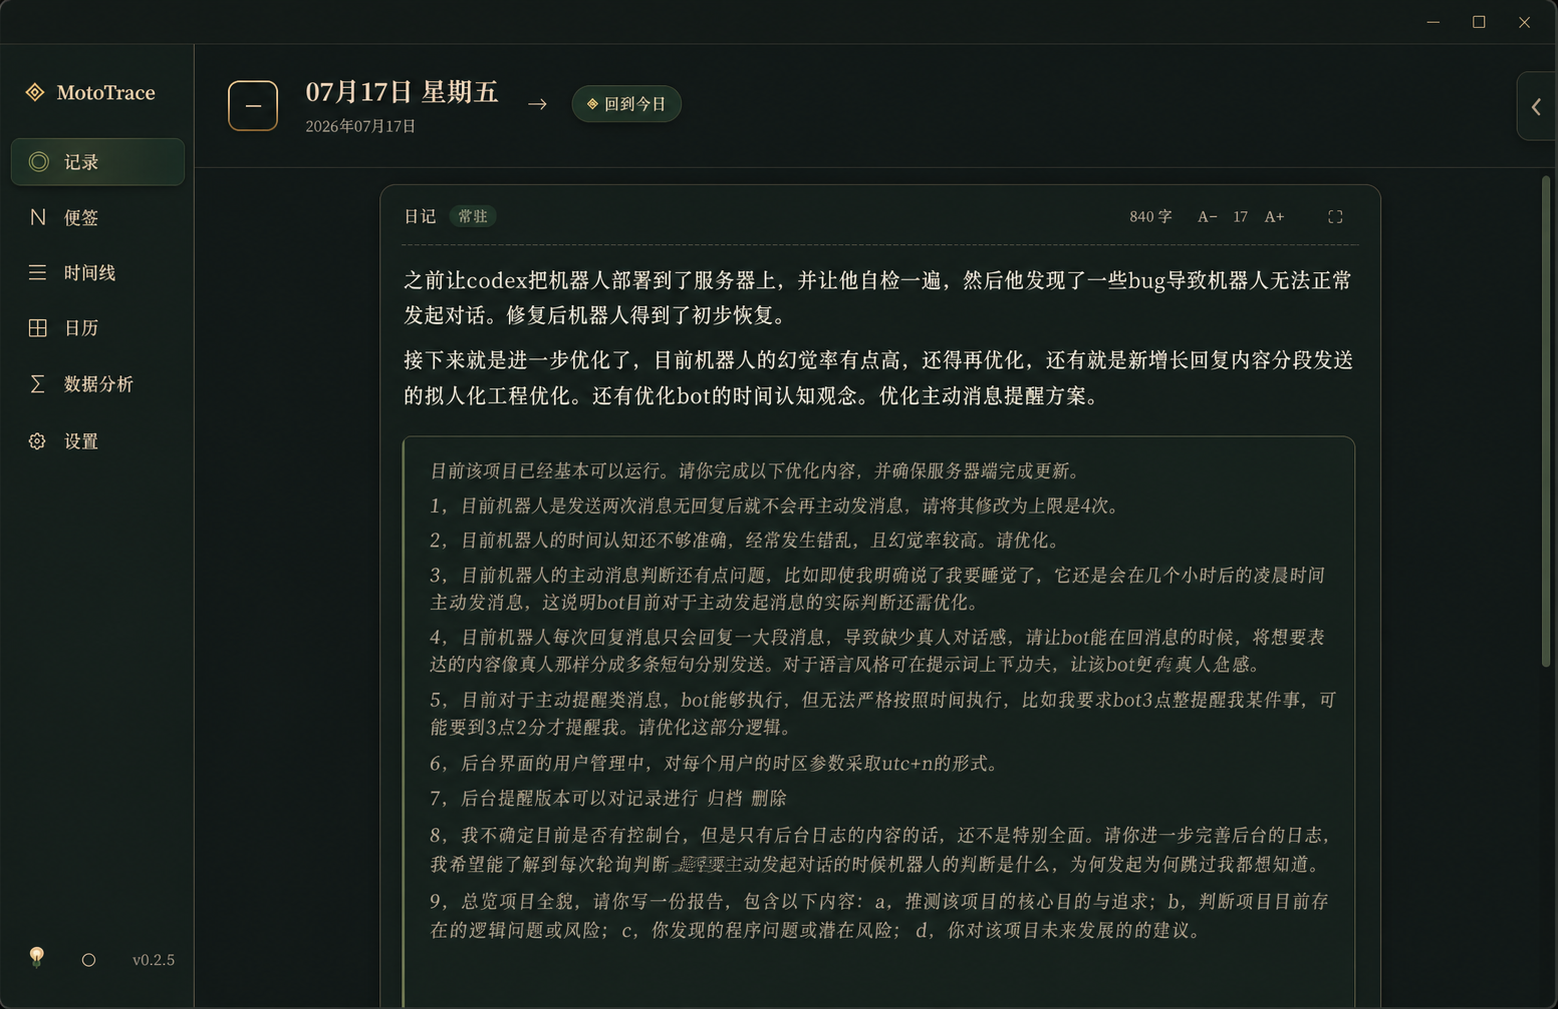 MotoTrace
记录
便签
时间线
日历
数据分析
设置
v0.2.5
07月17日 星期五
2026年07月17日
回到今日
日记 常驻 840 字 A− 17 A+
之前让codex把机器人部署到了服务器上，并让他自检一遍，然后他发现了一些bug导致机器人无法正常
发起对话。修复后机器人得到了初步恢复。
接下来就是进一步优化了，目前机器人的幻觉率有点高，还得再优化，还有就是新增长回复内容分段发送
的拟人化工程优化。还有优化bot的时间认知观念。优化主动消息提醒方案。
目前该项目已经基本可以运行。请你完成以下优化内容，并确保服务器端完成更新。
1，目前机器人是发送两次消息无回复后就不会再主动发消息，请将其修改为上限是4次。
2，目前机器人的时间认知还不够准确，经常发生错乱，且幻觉率较高。请优化。
3，目前机器人的主动消息判断还有点问题，比如即使我明确说了我要睡觉了，它还是会在几个小时后的凌晨时间
主动发消息，这说明bot目前对于主动发起消息的实际判断还需优化。
4，目前机器人每次回复消息只会回复一大段消息，导致缺少真人对话感，请让bot能在回消息的时候，将想要表
达的内容像真人那样分成多条短句分别发送。对于语言风格可在提示词上下功夫，让该bot更有真人感。
5，目前对于主动提醒类消息，bot能够执行，但无法严格按照时间执行，比如我要求bot3点整提醒我某件事，可
能要到3点2分才提醒我。请优化这部分逻辑。
6，后台界面的用户管理中，对每个用户的时区参数采取utc+n的形式。
7，后台提醒版本可以对记录进行 归档 删除
8，我不确定目前是否有控制台，但是只有后台日志的内容的话，还不是特别全面。请你进一步完善后台的日志，
我希望能了解到每次轮询判断主动发起对话的时候机器人的判断是什么，为何发起为何跳过我都想知道。
9，总览项目全貌，请你写一份报告，包含以下内容：a，推测该项目的核心目的与追求；b，判断项目目前存
在的逻辑问题或风险；c，你发现的程序问题或潜在风险；d，你对该项目未来发展的的建议。